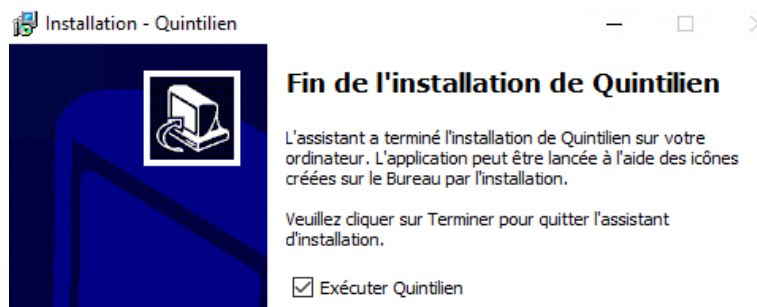 Installation - Quintilien
Fin de l'installation de Quintilien
L'assistant a terminé l'installation de Quintilien sur votre
ordinateur. L'application peut être lancée à l'aide des icônes
créées sur le Bureau par l'installation.
Veuillez cliquer sur Terminer pour quitter l'assistant
d'installation.
Exécuter Quintilien